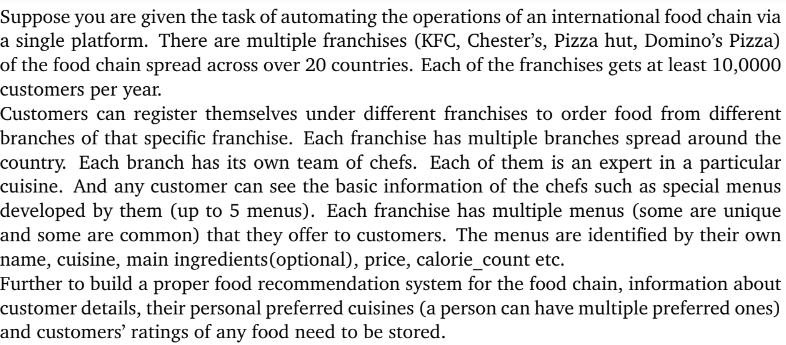 Suppose you are given the task of automating the operations of an international food chain via
a single platform. There are multiple franchises (KFC, Chester's, Pizza hut, Domino's Pizza)
of the food chain spread across over 20 countries. Each of the franchises gets at least 10,0000
customers per year.
Customers can register themselves under different franchises to order food from different
branches of that specific franchise. Each franchise has multiple branches spread around the
country. Each branch has its own team of chefs. Each of them is an expert in a particular
cuisine. And any customer can see the basic information of the chefs such as special menus
developed by them (up to 5 menus). Each franchise has multiple menus (some are unique
and some are common) that they offer to customers. The menus are identified by their own
name, cuisine, main ingredients(optional), price, calorie_count etc.
Further to build a proper food recommendation system for the food chain, information about
customer details, their personal preferred cuisines (a person can have multiple preferred ones)
and customers' ratings of any food need to be stored.